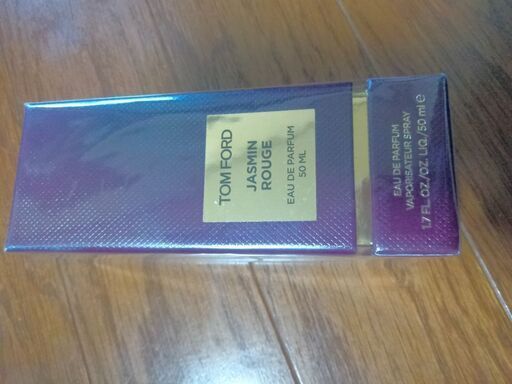 TOM FORD
JASMIN
ROUGE
EAU DE PARFUM
50 ML
EAU DE PARFUM
VAPORISATEUR SPRAY
1.7 FL. OZ./OZ. LIQ./50 ml e